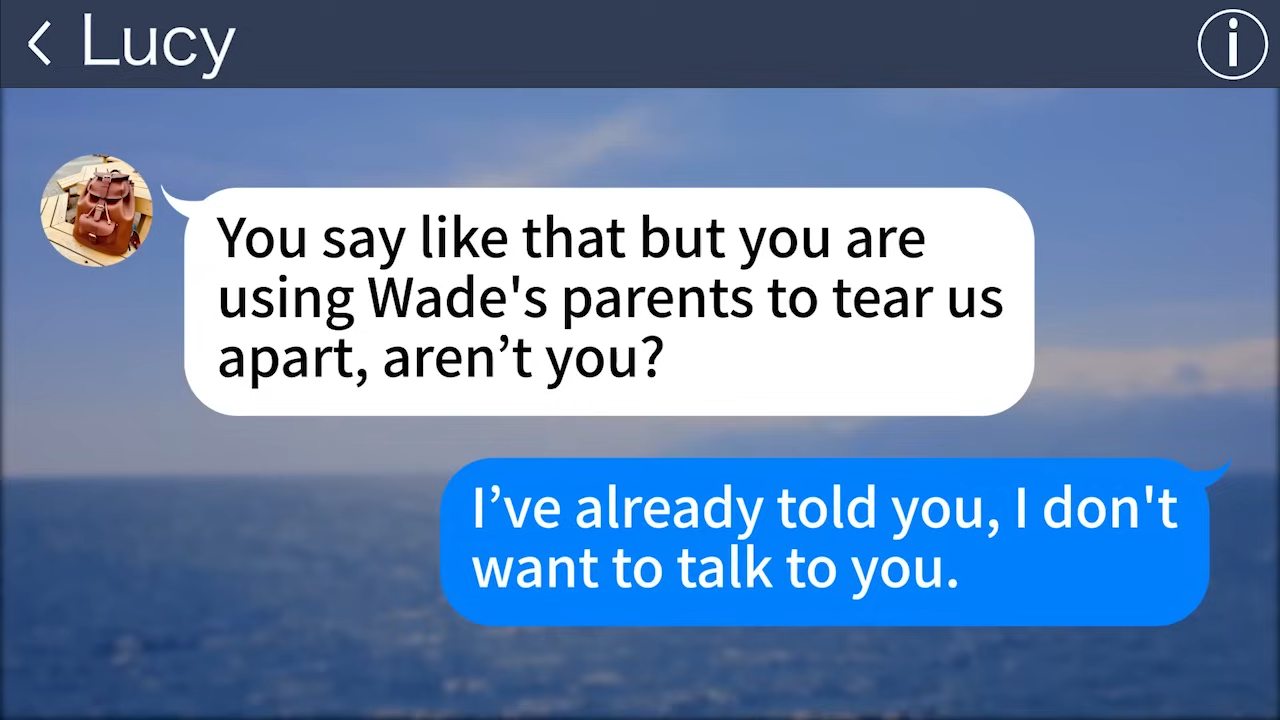 Lucy
You say like that but you are
using Wade's parents to tear us
apart, aren’t you?
I’ve already told you, I don't
want to talk to you.